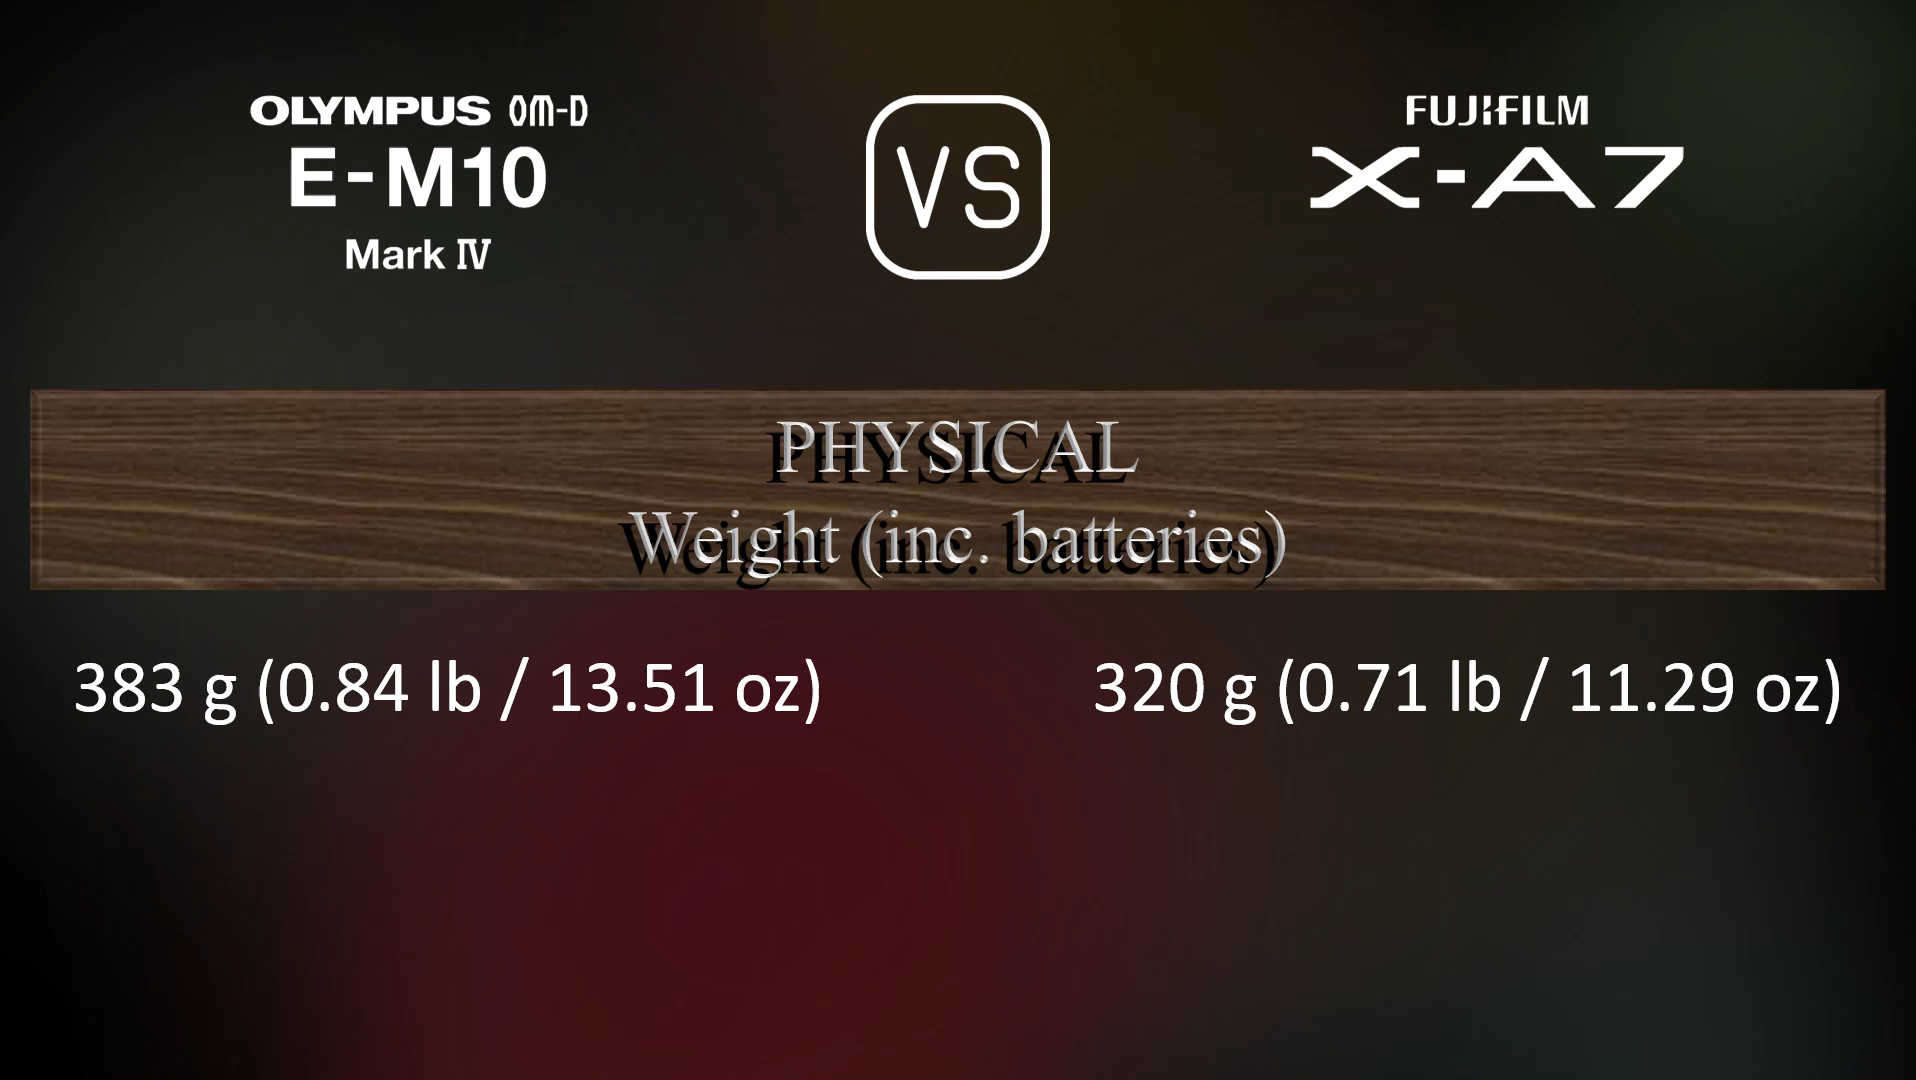 OLYMPUS OM-D
E-M10
Mark IV
VS
FUJIFILM
X-A7
PHYSICAL
Weight (inc. batteries)
383 g (0.84 lb / 13.51 oz)
320 g (0.71 lb / 11.29 oz)